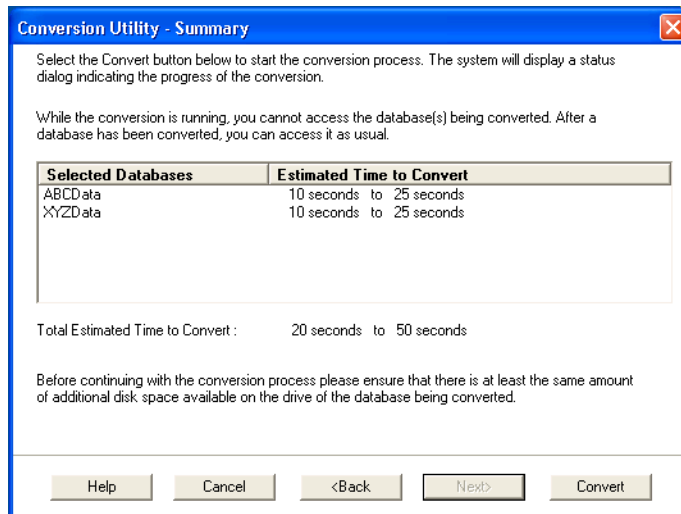 Conversion Utility - Summary
Select the Convert button below to start the conversion process. The system will display a status
dialog indicating the progress of the conversion.
While the conversion is running, you cannot access the database(s) being converted. After a
database has been converted, you can access it as usual.
Selected Databases Estimated Time to Convert
ABCData 10 seconds to 25 seconds
XYZData 10 seconds to 25 seconds
Total Estimated Time to Convert : 20 seconds to 50 seconds
Before continuing with the conversion process please ensure that there is at least the same amount
of additional disk space available on the drive of the database being converted.
Help Cancel <Back Next> Convert